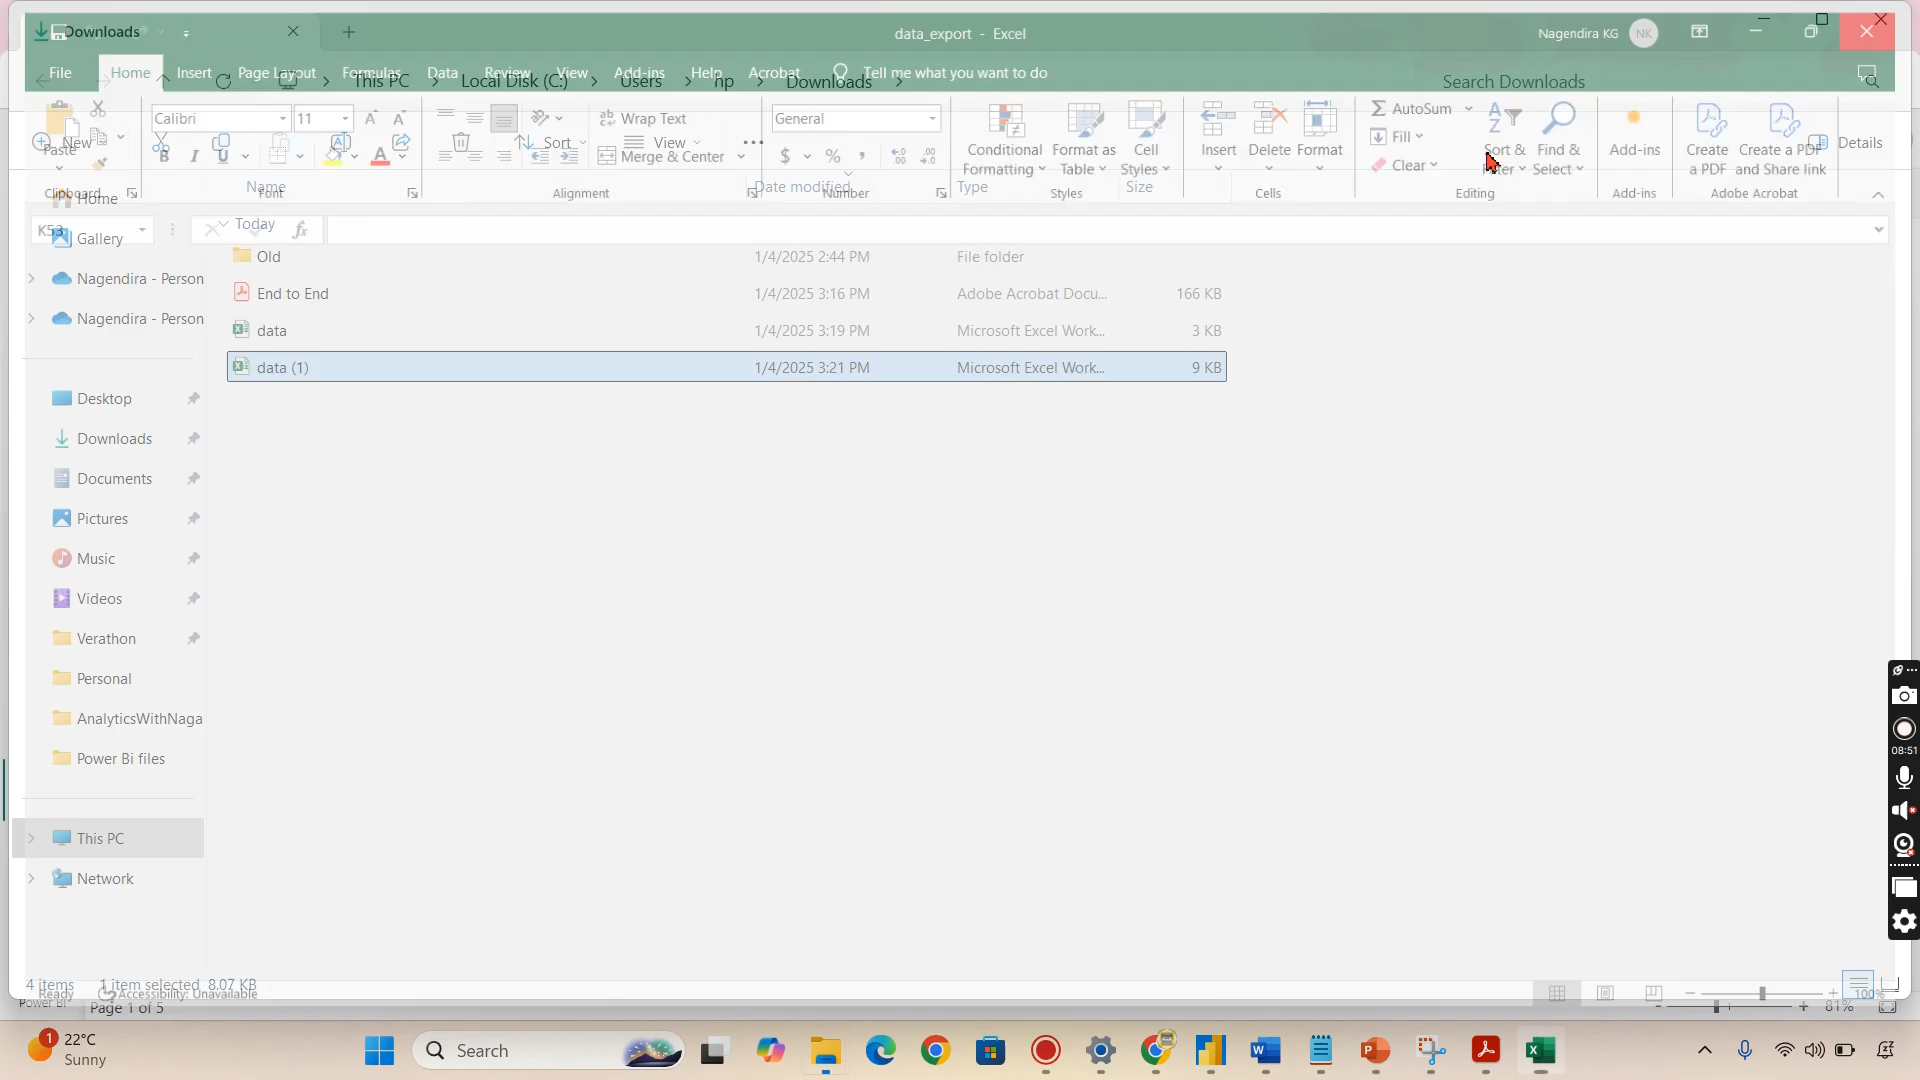 Downloads
data_export - Excel
Nagendira KG NK
File Home Insert Page Layout Formulas Data Review View Add-ins Help Acrobat Tell me what you want to do
This PC > Local Disk (C:) > Users > np > Downloads >
Search Downloads
Calibri 11 Wrap Text General AutoSum
New Sort View Fill Details
Paste Merge & Center Conditional Formatting Format as Table Cell Styles Insert Delete Format Clear Sort & Filter Find & Select Add-ins Create a PDF Create a PDF and Share link
Clipboard Font Alignment Number Styles Cells Editing Add-ins Adobe Acrobat
Name Date modified Type Size
Home
K53 fx
Today
Gallery
Old 1/4/2025 2:44 PM File folder
Nagendira - Person
End to End 1/4/2025 3:16 PM Adobe Acrobat Docu... 166 KB
Nagendira - Person
data 1/4/2025 3:19 PM Microsoft Excel Work... 3 KB
data (1) 1/4/2025 3:21 PM Microsoft Excel Work... 9 KB
Desktop
Downloads
Documents
Pictures
Music
Videos
Verathon
Personal
AnalyticsWithNaga
Power Bi files
This PC
Network
08:51
4 items 1 item selected 8.07 KB
Ready Accessibility: Unavailable 100%
Power BI Page 1 of 5 81%
1 22°C
Sunny
Search